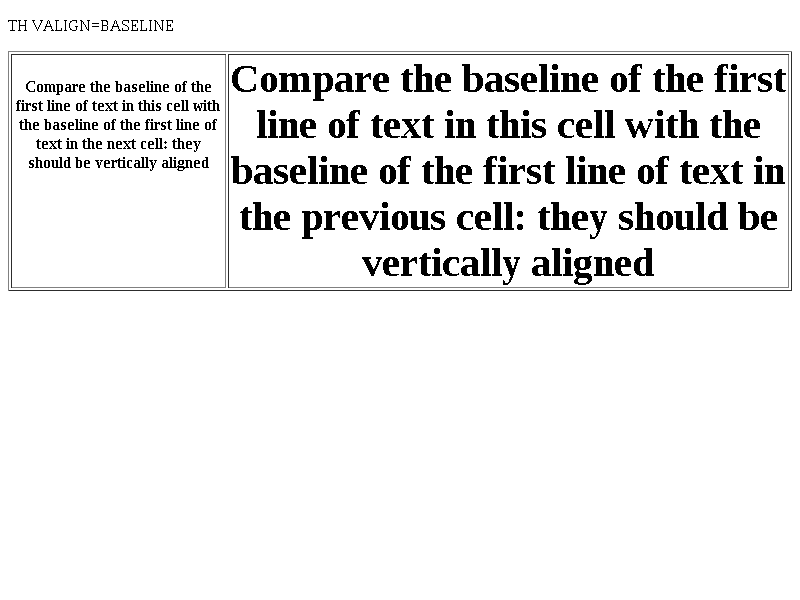 TH VALIGN=BASELINE
Compare the baseline of the
first line of text in this cell with
the baseline of the first line of
text in the next cell: they
should be vertically aligned
Compare the baseline of the first
line of text in this cell with the
baseline of the first line of text in
the previous cell: they should be
vertically aligned